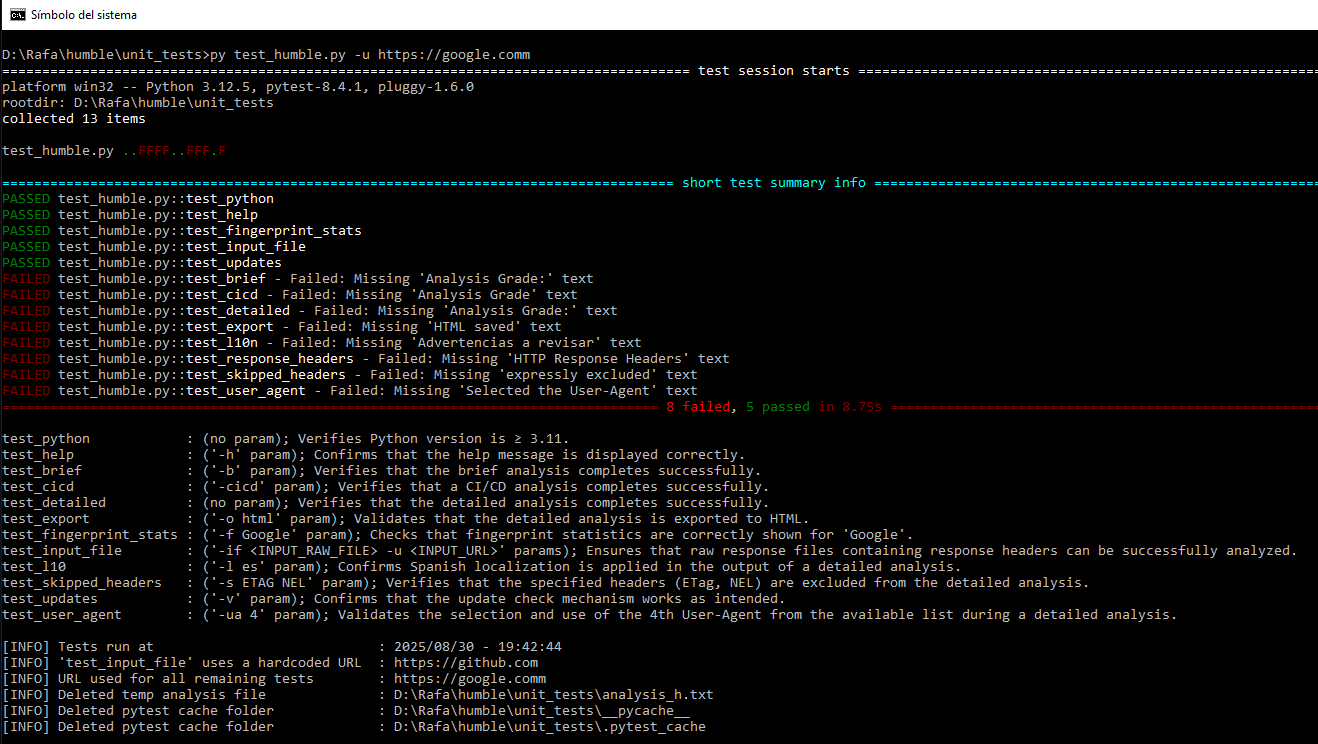 Símbolo del sistema
D:\Rafa\humble\unit_tests>py test_humble.py -u https://google.comm
====================================================================================== test session starts ==========================================================
platform win32 -- Python 3.12.5, pytest-8.4.1, pluggy-1.6.0
rootdir: D:\Rafa\humble\unit_tests
collected 13 items
test_humble.py ..FFFF..FFF.F
==================================================================================== short test summary info ========================================================
PASSED test_humble.py::test_python
PASSED test_humble.py::test_help
PASSED test_humble.py::test_fingerprint_stats
PASSED test_humble.py::test_input_file
PASSED test_humble.py::test_updates
FAILED test_humble.py::test_brief - Failed: Missing 'Analysis Grade:' text
FAILED test_humble.py::test_cicd - Failed: Missing 'Analysis Grade' text
FAILED test_humble.py::test_detailed - Failed: Missing 'Analysis Grade:' text
FAILED test_humble.py::test_export - Failed: Missing 'HTML saved' text
FAILED test_humble.py::test_l10n - Failed: Missing 'Advertencias a revisar' text
FAILED test_humble.py::test_response_headers - Failed: Missing 'HTTP Response Headers' text
FAILED test_humble.py::test_skipped_headers - Failed: Missing 'expressly excluded' text
FAILED test_humble.py::test_user_agent - Failed: Missing 'Selected the User-Agent' text
================================================================================== 8 failed, 5 passed in 8.75s ======================================================
test_python            : (no param); Verifies Python version is ≥ 3.11.
test_help              : ('-h' param); Confirms that the help message is displayed correctly.
test_brief             : ('-b' param); Verifies that the brief analysis completes successfully.
test_cicd              : ('-cicd' param); Verifies that a CI/CD analysis completes successfully.
test_detailed          : (no param); Verifies that the detailed analysis completes successfully.
test_export            : ('-o html' param); Validates that the detailed analysis is exported to HTML.
test_fingerprint_stats : ('-f Google' param); Checks that fingerprint statistics are correctly shown for 'Google'.
test_input_file        : ('-if <INPUT_RAW_FILE> -u <INPUT_URL>' params); Ensures that raw response files containing response headers can be successfully analyzed.
test_l10               : ('-l es' param); Confirms Spanish localization is applied in the output of a detailed analysis.
test_skipped_headers   : ('-s ETAG NEL' param); Verifies that the specified headers (ETag, NEL) are excluded from the detailed analysis.
test_updates           : ('-v' param); Confirms that the update check mechanism works as intended.
test_user_agent        : ('-ua 4' param); Validates the selection and use of the 4th User-Agent from the available list during a detailed analysis.
[INFO] Tests run at                            : 2025/08/30 - 19:42:44
[INFO] 'test_input_file' uses a hardcoded URL  : https://github.com
[INFO] URL used for all remaining tests        : https://google.comm
[INFO] Deleted temp analysis file              : D:\Rafa\humble\unit_tests\analysis_h.txt
[INFO] Deleted pytest cache folder             : D:\Rafa\humble\unit_tests\__pycache__
[INFO] Deleted pytest cache folder             : D:\Rafa\humble\unit_tests\.pytest_cache